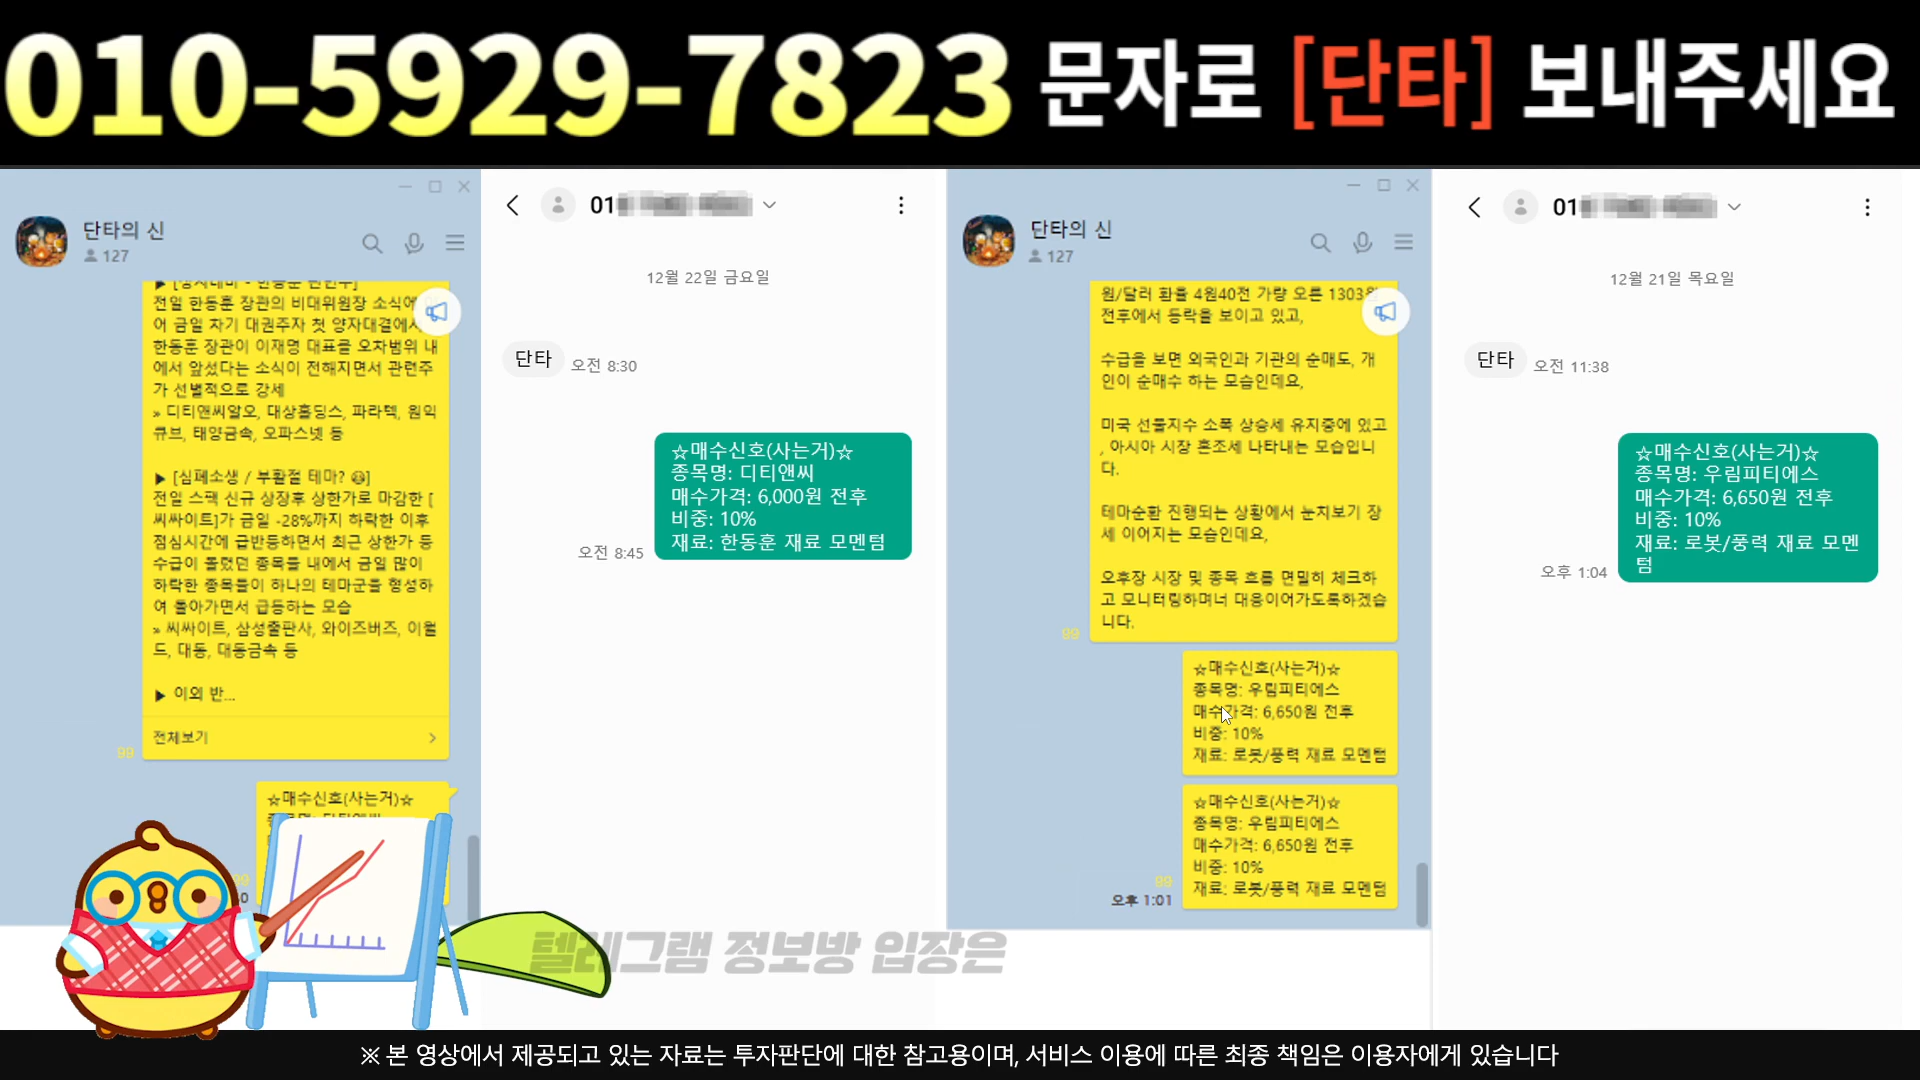 010-5929-7823 문자로 [단타] 보내주세요
단타의 신
127
전일 한동훈 장관의 비대위원장 소식에
어 금일 차기 대권주자 첫 양자대결에서
한동훈 장관이 이재명 대표를 오차범위 내
에서 앞섰다는 소식이 전해지면서 관련주
가 선별적으로 강세
» 디티앤씨알오, 대상홀딩스, 파라텍, 원익
큐브, 태양금속, 오파스넷 등
▶ [심폐소생 / 부활절 테마? ]
전일 스팩 신규 상장후 상한가로 마감한 [
씨싸이트]가 금일 -28%까지 하락한 이후
점심시간에 급반등하면서 최근 상한가 등
수급이 몰렸던 종목들 내에서 금일 많이
하락한 종목들이 하나의 테마군을 형성하
여 돌아가면서 급등하는 모습
» 씨싸이트, 삼성출판사, 와이즈버즈, 이월
드, 대동, 대동금속 등
▶ 이외 반...
전체보기
99
☆매수신호(사는거)☆
01
12월 22일 금요일
단타
오전 8:30
☆매수신호(사는거)☆
종목명: 디티앤씨
매수가격: 6,000원 전후
비중: 10%
재료: 한동훈 재료 모멘텀
오전 8:45
단타의 신
127
원/달러 환율 4원40전 가량 오른 1303원
전후에서 등락을 보이고 있고,
수급을 보면 외국인과 기관의 순매도, 개
인이 순매수 하는 모습인데요,
미국 선물지수 소폭 상승세 유지중에 있고
, 아시아 시장 혼조세 나타내는 모습입니
다.
테마순환 진행되는 상황에서 눈치보기 장
세 이어지는 모습인데요,
오후장 시장 및 종목 흐름 면밀히 체크하
고 모니터링하며너 대응이어가도록하겠습
니다.
99
☆매수신호(사는거)☆
종목명: 우림피티에스
매수가격: 6,650원 전후
비중: 10%
재료: 로봇/풍력 재료 모멘텀
☆매수신호(사는거)☆
종목명: 우림피티에스
매수가격: 6,650원 전후
비중: 10%
재료: 로봇/풍력 재료 모멘텀
99
오후 1:01
01
12월 21일 목요일
단타
오전 11:38
☆매수신호(사는거)☆
종목명: 우림피티에스
매수가격: 6,650원 전후
비중: 10%
재료: 로봇/풍력 재료 모멘
텀
오후 1:04
텔레그램 정보방 입장은
※ 본 영상에서 제공되고 있는 자료는 투자판단에 대한 참고용이며, 서비스 이용에 따른 최종 책임은 이용자에게 있습니다